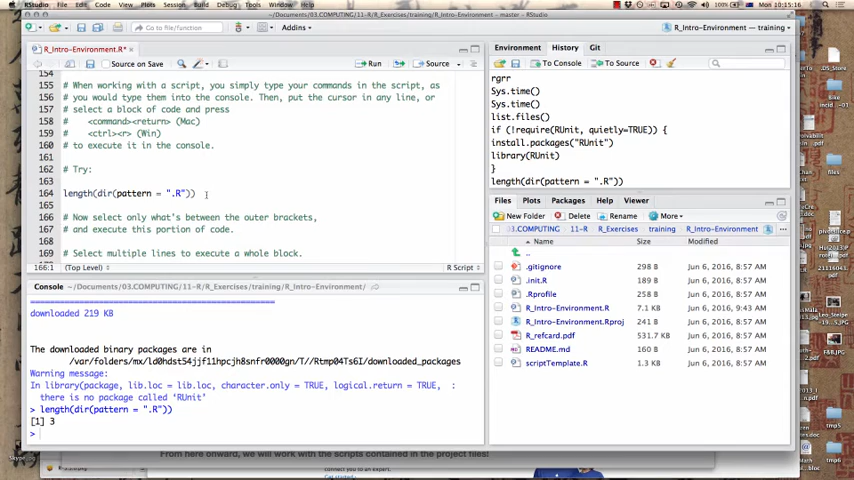 RStudio File Edit Code View Plots Session Build Debug Tools Window Help 100% 10:15:16
~/Documents/03.COMPUTING/11-R/R_Exercises/training/R_Intro-Environment - master - RStudio
Go to file/function Addins R_Intro-Environment — training
R_Intro-Environment.R*
Source on Save Run Source
154
155 # When working with a script, you simply type your commands in the script, as
156 # you would type them into the console. Then, put the cursor in any line, or
157 # select a block of code and press
158 # <command><return> (Mac)
159 # <ctrl><r> (Win)
160 # to execute it in the console.
161
162 # Try:
163
164 length(dir(pattern = ".R"))
165
166 # Now select only what's between the outer brackets,
167 # and execute this portion of code.
168
169 # Select multiple lines to execute a whole block.
166:1 (Top Level) R Script
Console ~/Documents/03.COMPUTING/11-R/R_Exercises/training/R_Intro-Environment/
==========================================
downloaded 219 KB
The downloaded binary packages are in
/var/folders/mx/ld0hdst54jjf11hpcjh8snfr0000gn/T//Rtmp04Ts6I/downloaded_packages
Warning message:
In library(package, lib.loc = lib.loc, character.only = TRUE, logical.return = TRUE, :
there is no package called 'RUnit'
> length(dir(pattern = ".R"))
[1] 3
>
Environment History Git
To Console To Source
rgrr
Sys.time()
Sys.time()
list.files()
if (!require(RUnit, quietly=TRUE)) {
install.packages("RUnit")
library(RUnit)
}
length(dir(pattern = ".R"))
Files Plots Packages Help Viewer
New Folder Delete Rename More
03.COMPUTING 11-R R_Exercises training R_Intro-Environment
Name Size Modified
..
.gitignore 298 B Jun 6, 2016, 8:57 AM
.init.R 189 B Jun 6, 2016, 8:57 AM
.Rprofile 258 B Jun 6, 2016, 8:57 AM
R_Intro-Environment.R 7.1 KB Jun 6, 2016, 9:43 AM
R_Intro-Environment.Rproj 241 B Jun 6, 2016, 8:57 AM
R_refcard.pdf 531.7 KB Jun 6, 2016, 8:57 AM
README.md 160 B Jun 6, 2016, 8:57 AM
scriptTemplate.R 1.3 KB Jun 6, 2016, 8:57 AM
.DS_Store
files
tmp5
tmp6
From here onward, we will work with the scripts contained in the project files!
connect you to an expert.